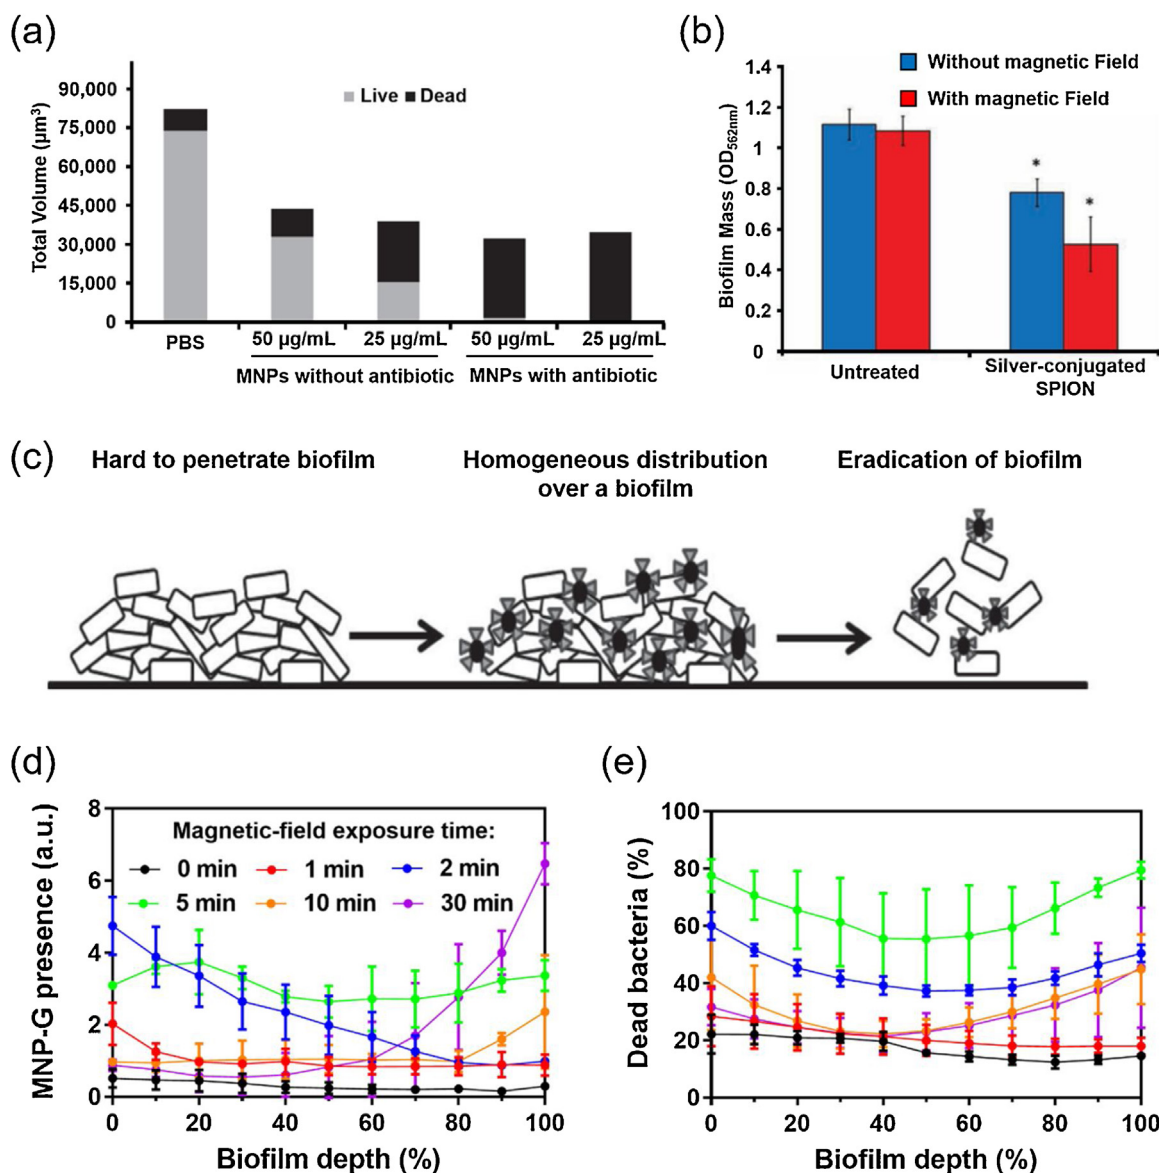 (a)
90,000
75,000
60,000
45,000
30,000
15,000
0
Total Volume (µm³)
Live Dead
PBS
50 µg/mL 25 µg/mL 50 µg/mL 25 µg/mL
MNPs without antibiotic MNPs with antibiotic
(b)
Without magnetic Field
With magnetic Field
1.4
1.2
1
0.8
0.6
0.4
0.2
0
Biofilm Mass (OD562nm)
*
*
Untreated
Silver-conjugated
SPION
(c)
Hard to penetrate biofilm
Homogeneous distribution
over a biofilm
Eradication of biofilm
(d)
8
6
4
2
0
MNP-G presence (a.u.)
Magnetic-field exposure time:
0 min 1 min 2 min
5 min 10 min 30 min
0 20 40 60 80 100
Biofilm depth (%)
(e)
100
80
60
40
20
0
Dead bacteria (%)
0 20 40 60 80 100
Biofilm depth (%)